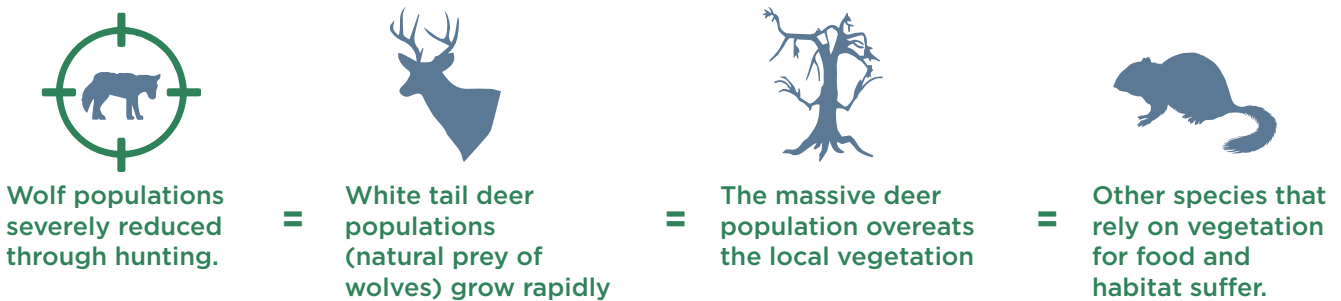 Wolf populations
severely reduced
through hunting.
=
White tail deer
populations
(natural prey of
wolves) grow rapidly
=
The massive deer
population overeats
the local vegetation
=
Other species that
rely on vegetation
for food and
habitat suffer.